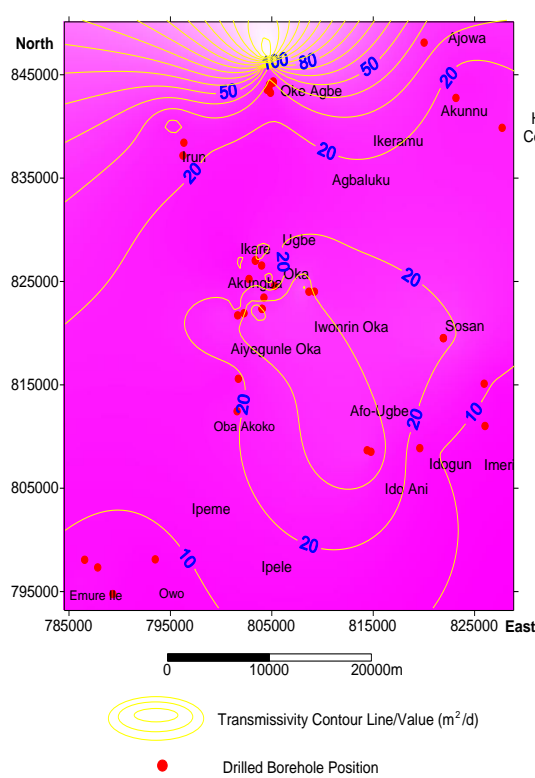 North
Ajowa
100 80 50 20
845000
50
Oke Agbe
Akunnu
H
Co
Ikeramu
20
Irun
835000
20
Agbaluku
Ugbe
Ikare
20
20
825000
Akungba
Oka
Iwonrin Oka
Sosan
Aiyegunle Oka
815000
20
Afo-Ugbe
20
10
Oba Akoko
Idogun
Imeri
805000
Ido Ani
Ipeme
20
10
Ipele
795000
Emure Ile
Owo
785000 795000 805000 815000 825000 East
0 10000 20000m
Transmissivity Contour Line/Value (m²/d)
Drilled Borehole Position